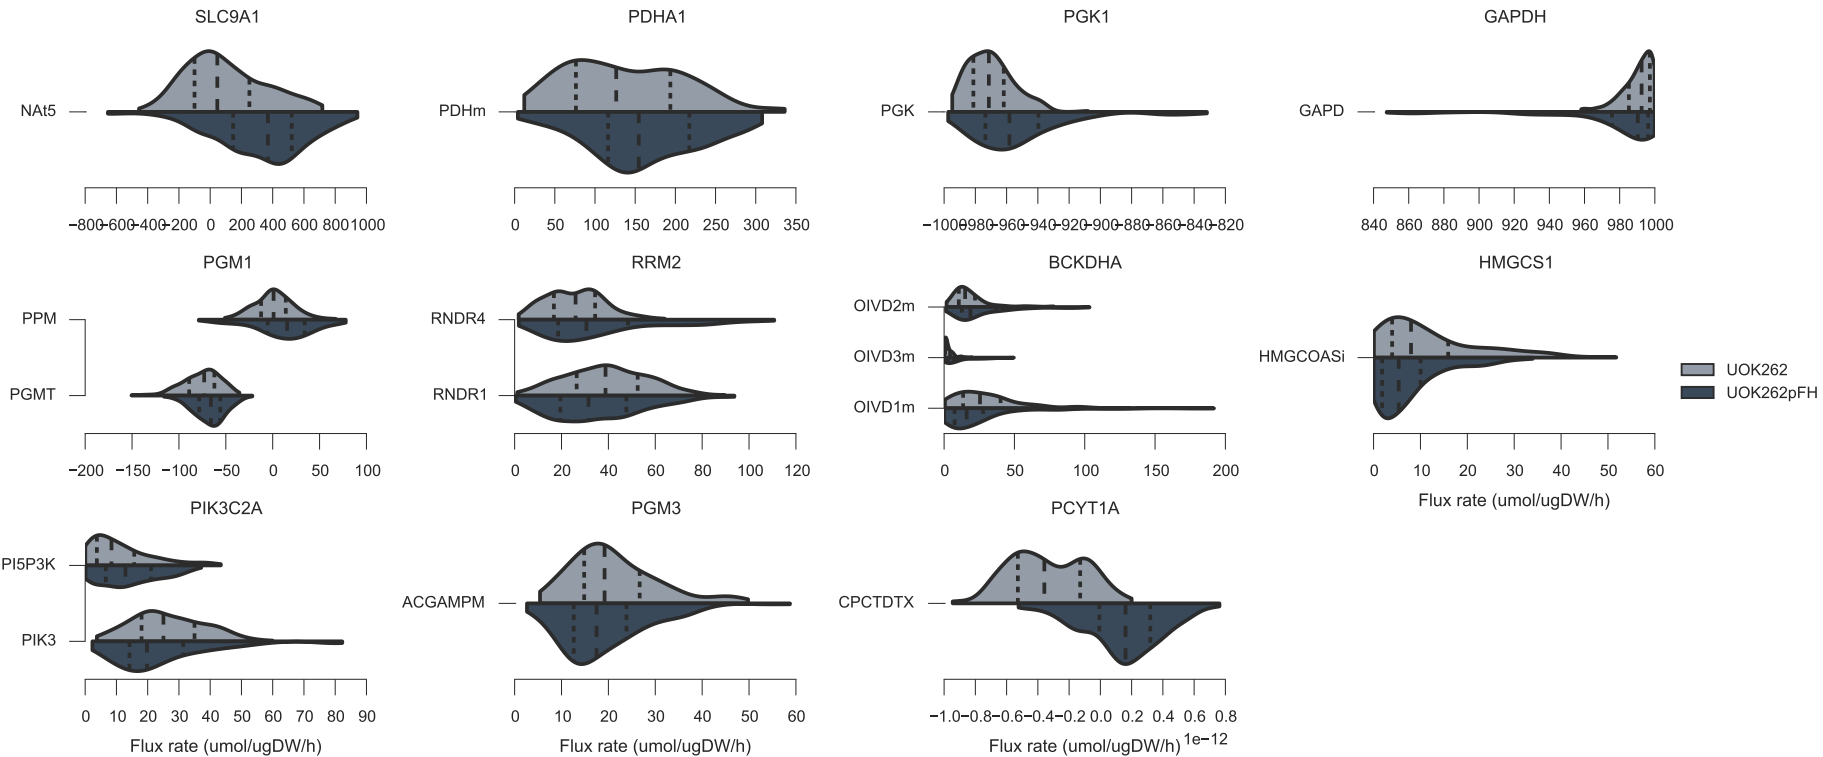 SLC9A1 PDHA1 PGK1 GAPDH
NAt5 PDHm PGK GAPD
−800 −600 −400 −200 0 200 400 600 800 1000 0 50 100 150 200 250 300 350 −1000 −980 −960 −940 −920 −900 −880 −860 −840 −820 840 860 880 900 920 940 960 980 1000
PGM1 RRM2 BCKDHA HMGCS1
PPM RNDR4 OIVD2m
OIVD3m HMGCOASi
PGMT RNDR1 OIVD1m
UOK262
UOK262pFH
−200 −150 −100 −50 0 50 100 0 20 40 60 80 100 120 0 50 100 150 200 0 10 20 30 40 50 60
Flux rate (umol/ugDW/h)
PIK3C2A PGM3 PCYT1A
PI5P3K
ACGAMPM CPCTDTX
PIK3
0 10 20 30 40 50 60 70 80 90 0 10 20 30 40 50 60 −1.0 −0.8 −0.6 −0.4 −0.2 0.0 0.2 0.4 0.6 0.8
Flux rate (umol/ugDW/h) Flux rate (umol/ugDW/h) Flux rate (umol/ugDW/h) 1e−12